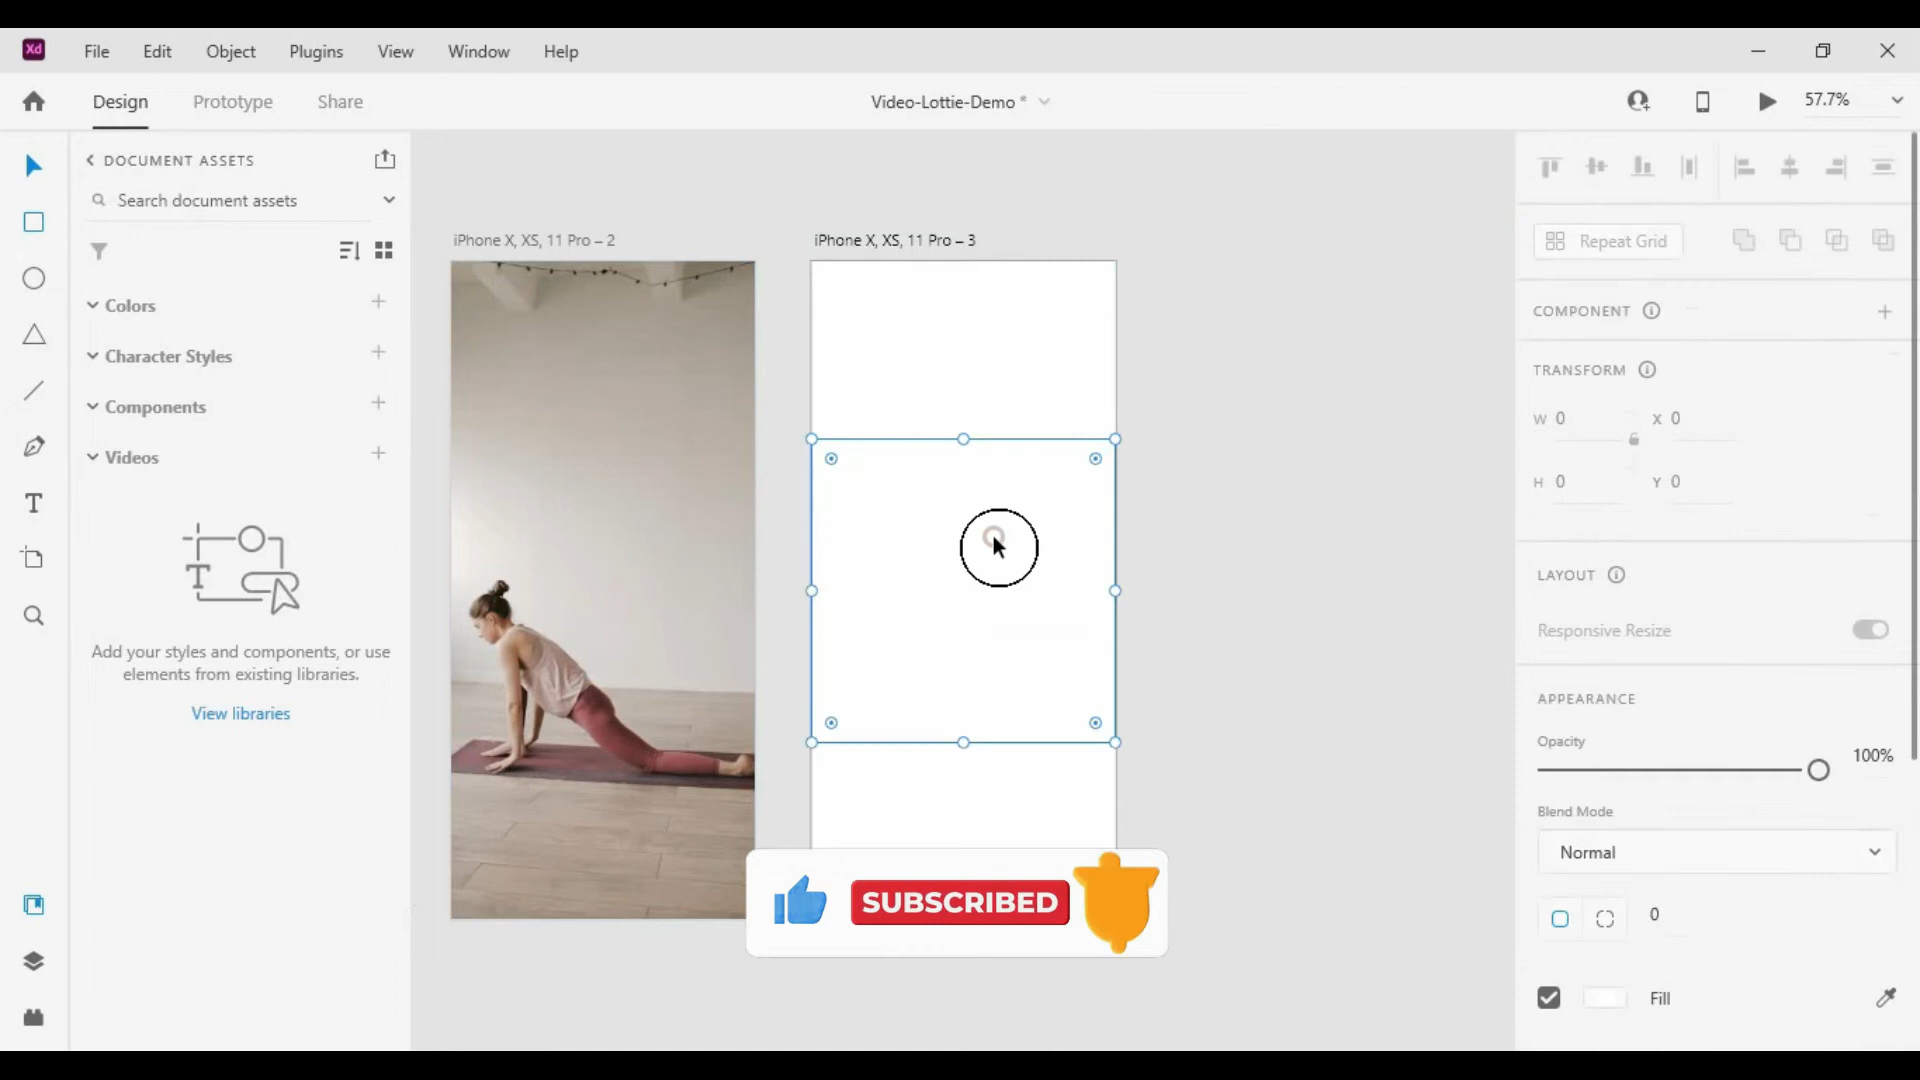 Xd File Edit Object Plugins View Window Help
Design Prototype Share Video-Lottie-Demo * 57.7%
DOCUMENT ASSETS
Search document assets
Colors
Character Styles
Components
Videos
T
Add your styles and components, or use
elements from existing libraries.
View libraries
iPhone X, XS, 11 Pro – 2
iPhone X, XS, 11 Pro – 3
SUBSCRIBED
Repeat Grid
COMPONENT
TRANSFORM
W 0 X 0
H 0 Y 0
LAYOUT
Responsive Resize
APPEARANCE
Opacity
100%
Blend Mode
Normal
0
Fill